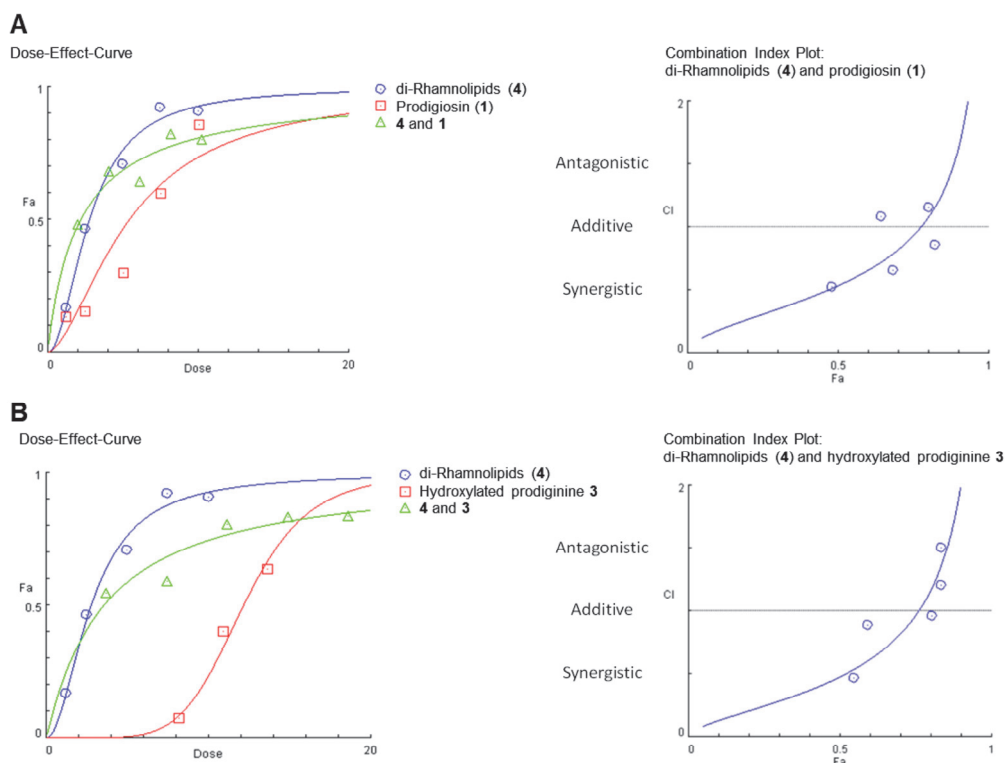 A
Dose-Effect-Curve
di-Rhamnolipids (4)
Prodigiosin (1)
4 and 1
1
Fa
0.5
0
0
Dose
20
Combination Index Plot:
di-Rhamnolipids (4) and prodigiosin (1)
2
Antagonistic
CI
Additive
Synergistic
0
0
0.5
1
Fa
B
Dose-Effect-Curve
di-Rhamnolipids (4)
Hydroxylated prodiginine 3
4 and 3
1
Fa
0.5
0
0
Dose
20
Combination Index Plot:
di-Rhamnolipids (4) and hydroxylated prodiginine 3
2
Antagonistic
CI
Additive
Synergistic
0
0
0.5
1
Fa